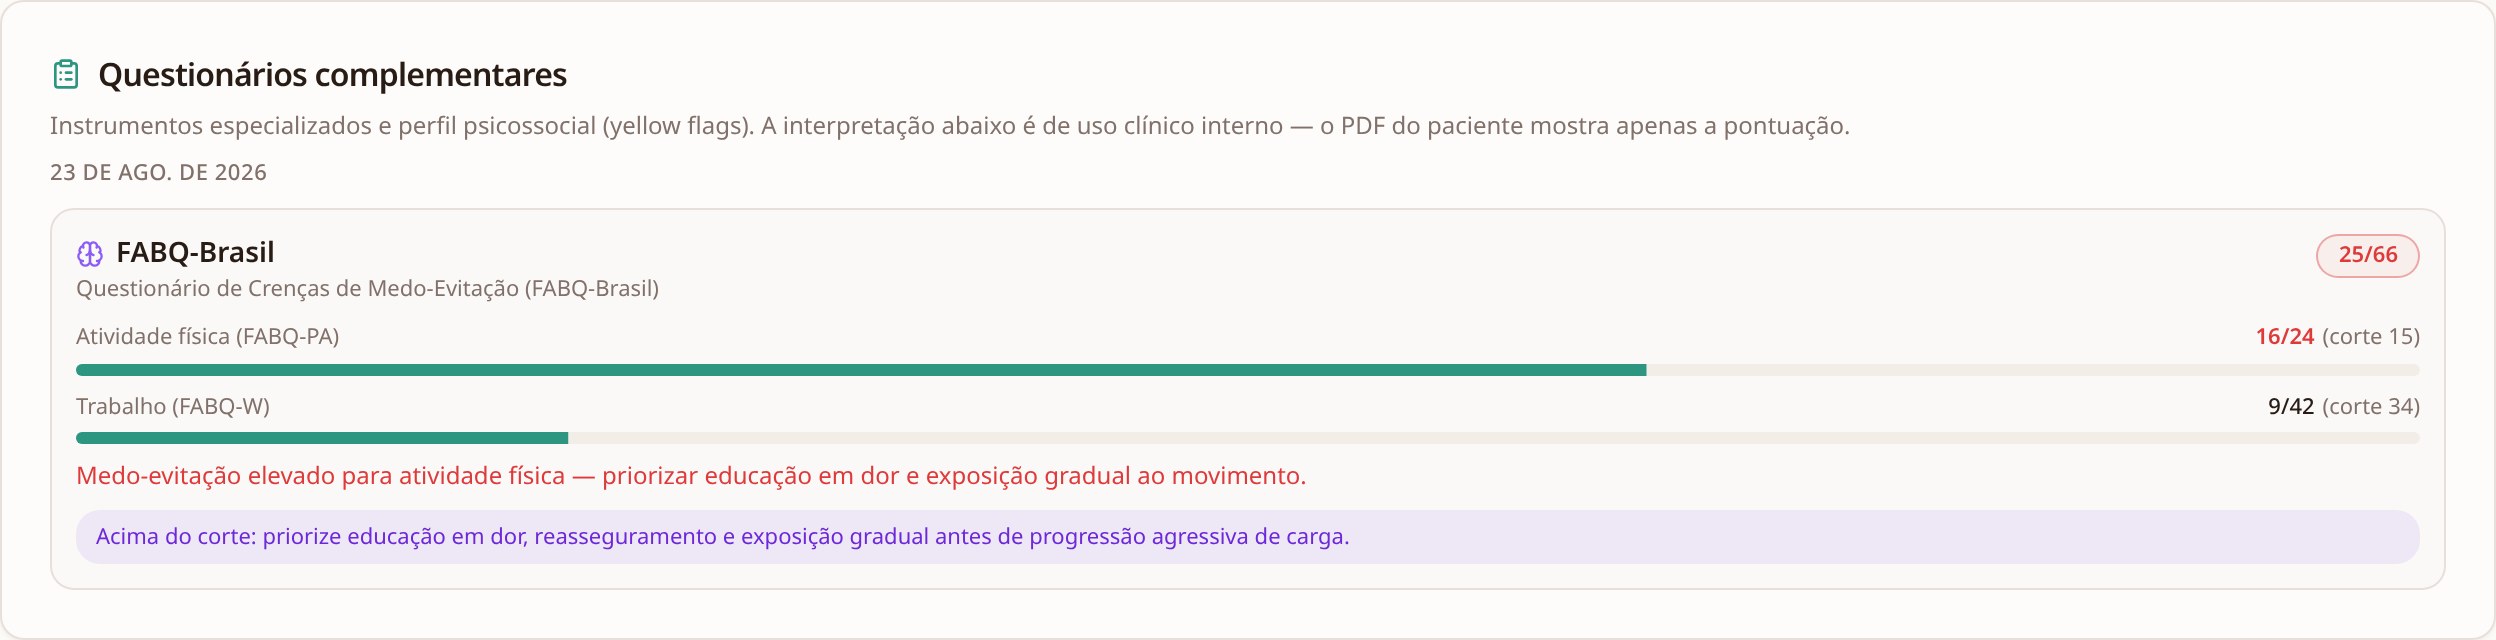 Questionários complementares
Instrumentos especializados e perfil psicossocial (yellow flags). A interpretação abaixo é de uso clínico interno — o PDF do paciente mostra apenas a pontuação.
23 DE AGO. DE 2026
FABQ-Brasil
25/66
Questionário de Crenças de Medo-Evitação (FABQ-Brasil)
Atividade física (FABQ-PA)
16/24 (corte 15)
Trabalho (FABQ-W)
9/42 (corte 34)
Medo-evitação elevado para atividade física — priorizar educação em dor e exposição gradual ao movimento.
Acima do corte: priorize educação em dor, reasseguramento e exposição gradual antes de progressão agressiva de carga.